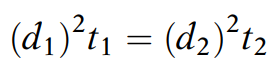 (d₁)²t₁ = (d₂)²t₂